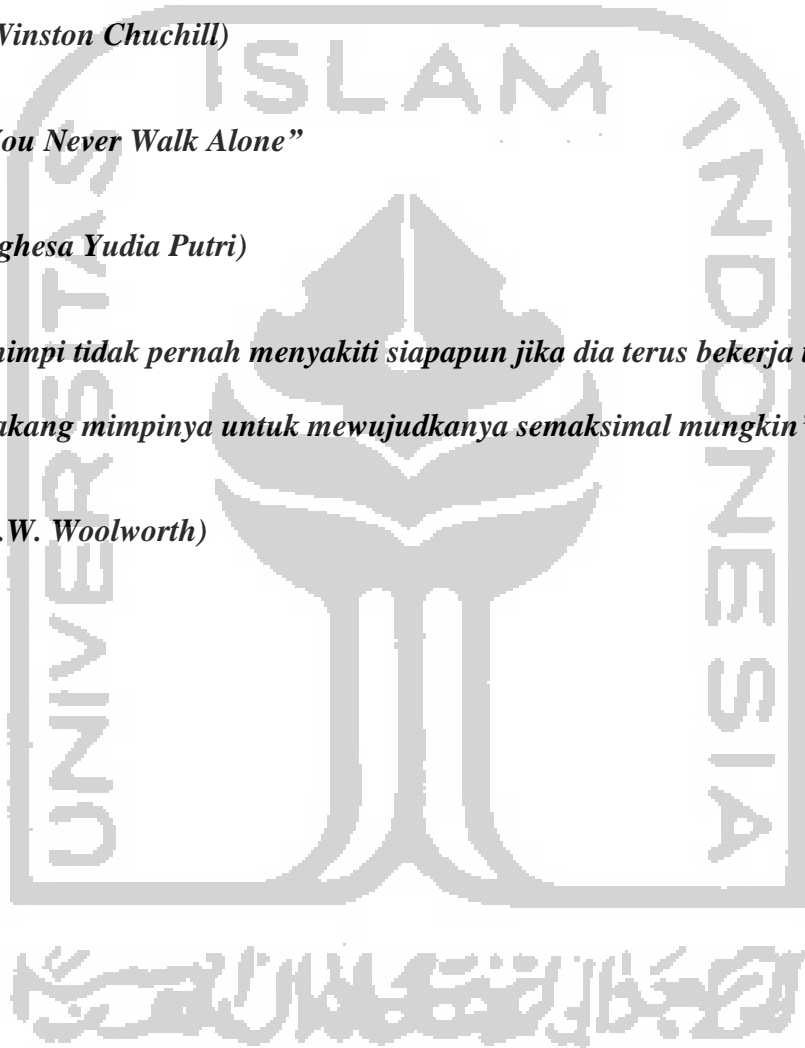 Winston Chuchill)
You Never Walk Alone”
ghesa Yudia Putri)
mimpi tidak pernah menyakiti siapapun jika dia terus bekerja
akang mimpinya untuk mewujudkanya semaksimal mungkin”
.W. Woolworth)
UNIVERSITAS
ISLAM
INDONESIA